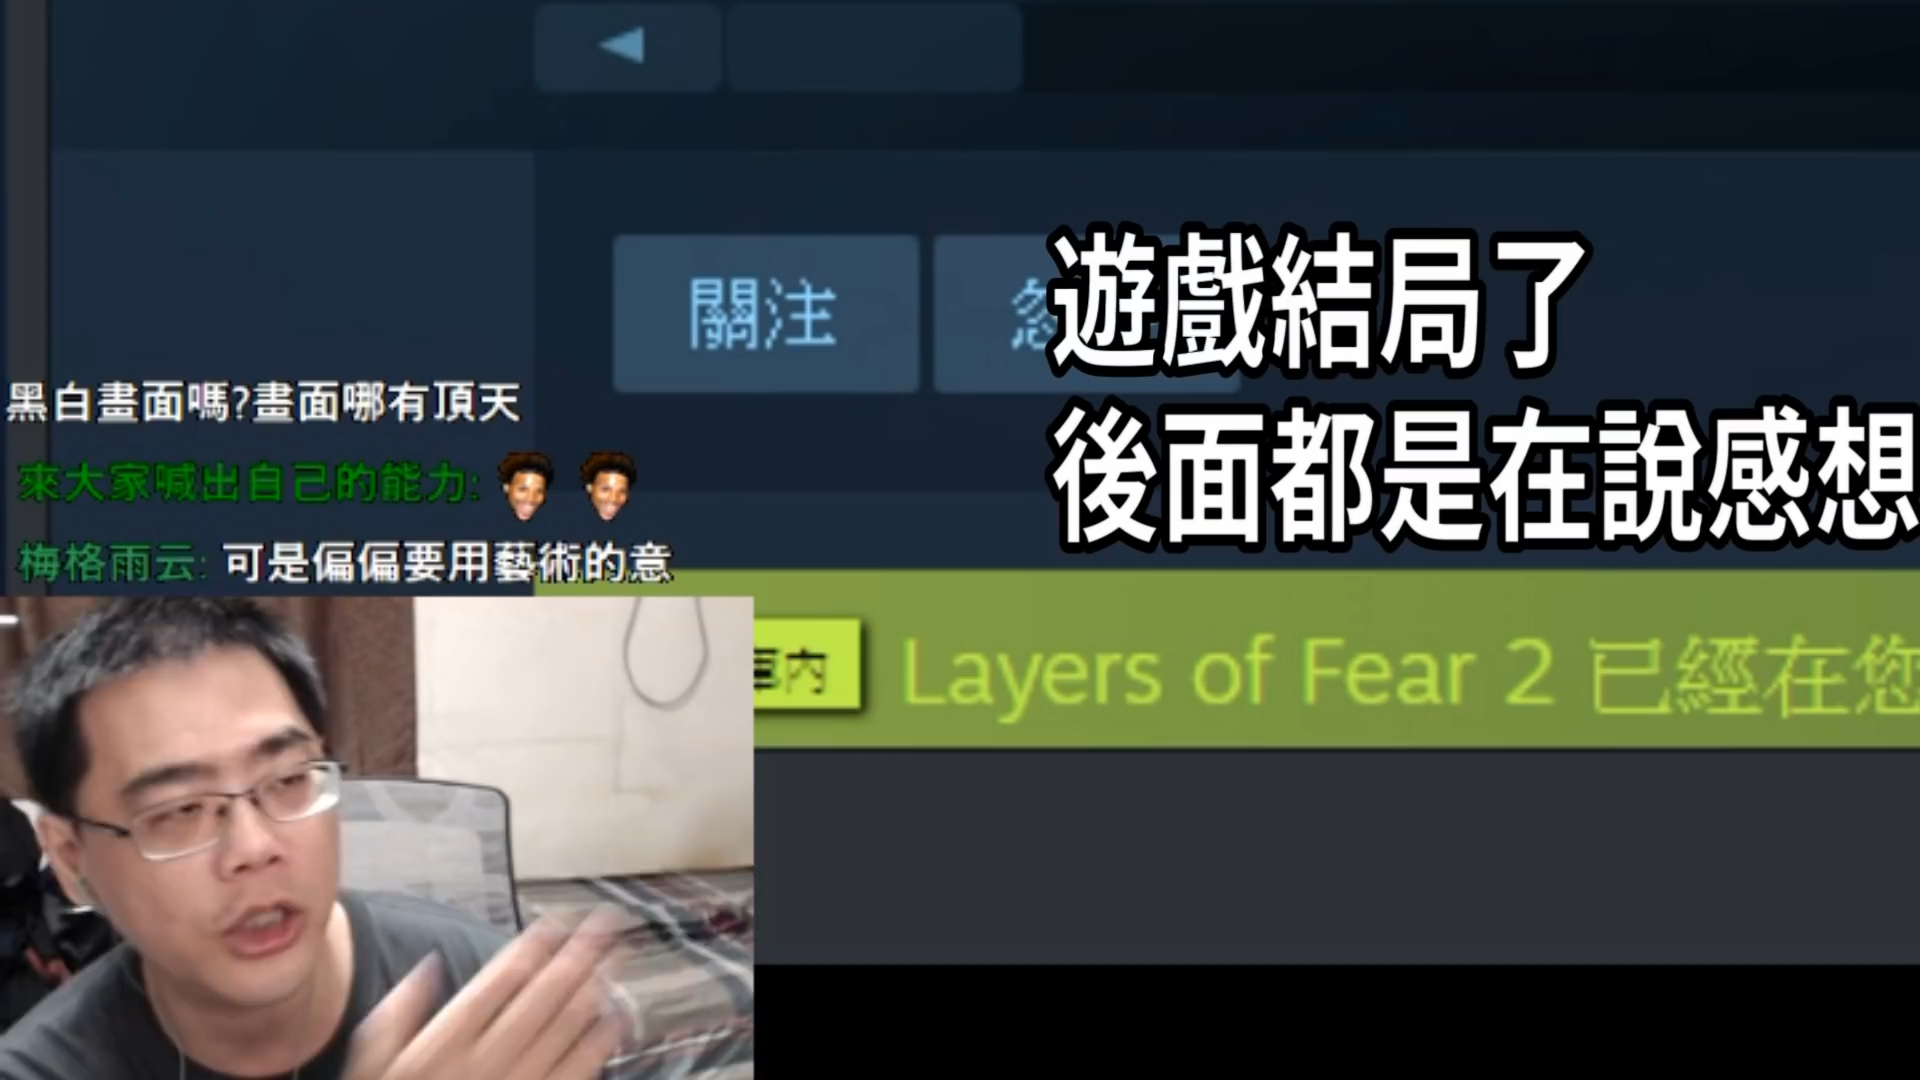 關注
遊戲結局了
後面都是在說感想
黑白畫面嗎?畫面哪有頂天
來大家喊出自己的能力:
梅格雨云: 可是偏偏要用藝術的意
庫內 Layers of Fear 2 已經在您